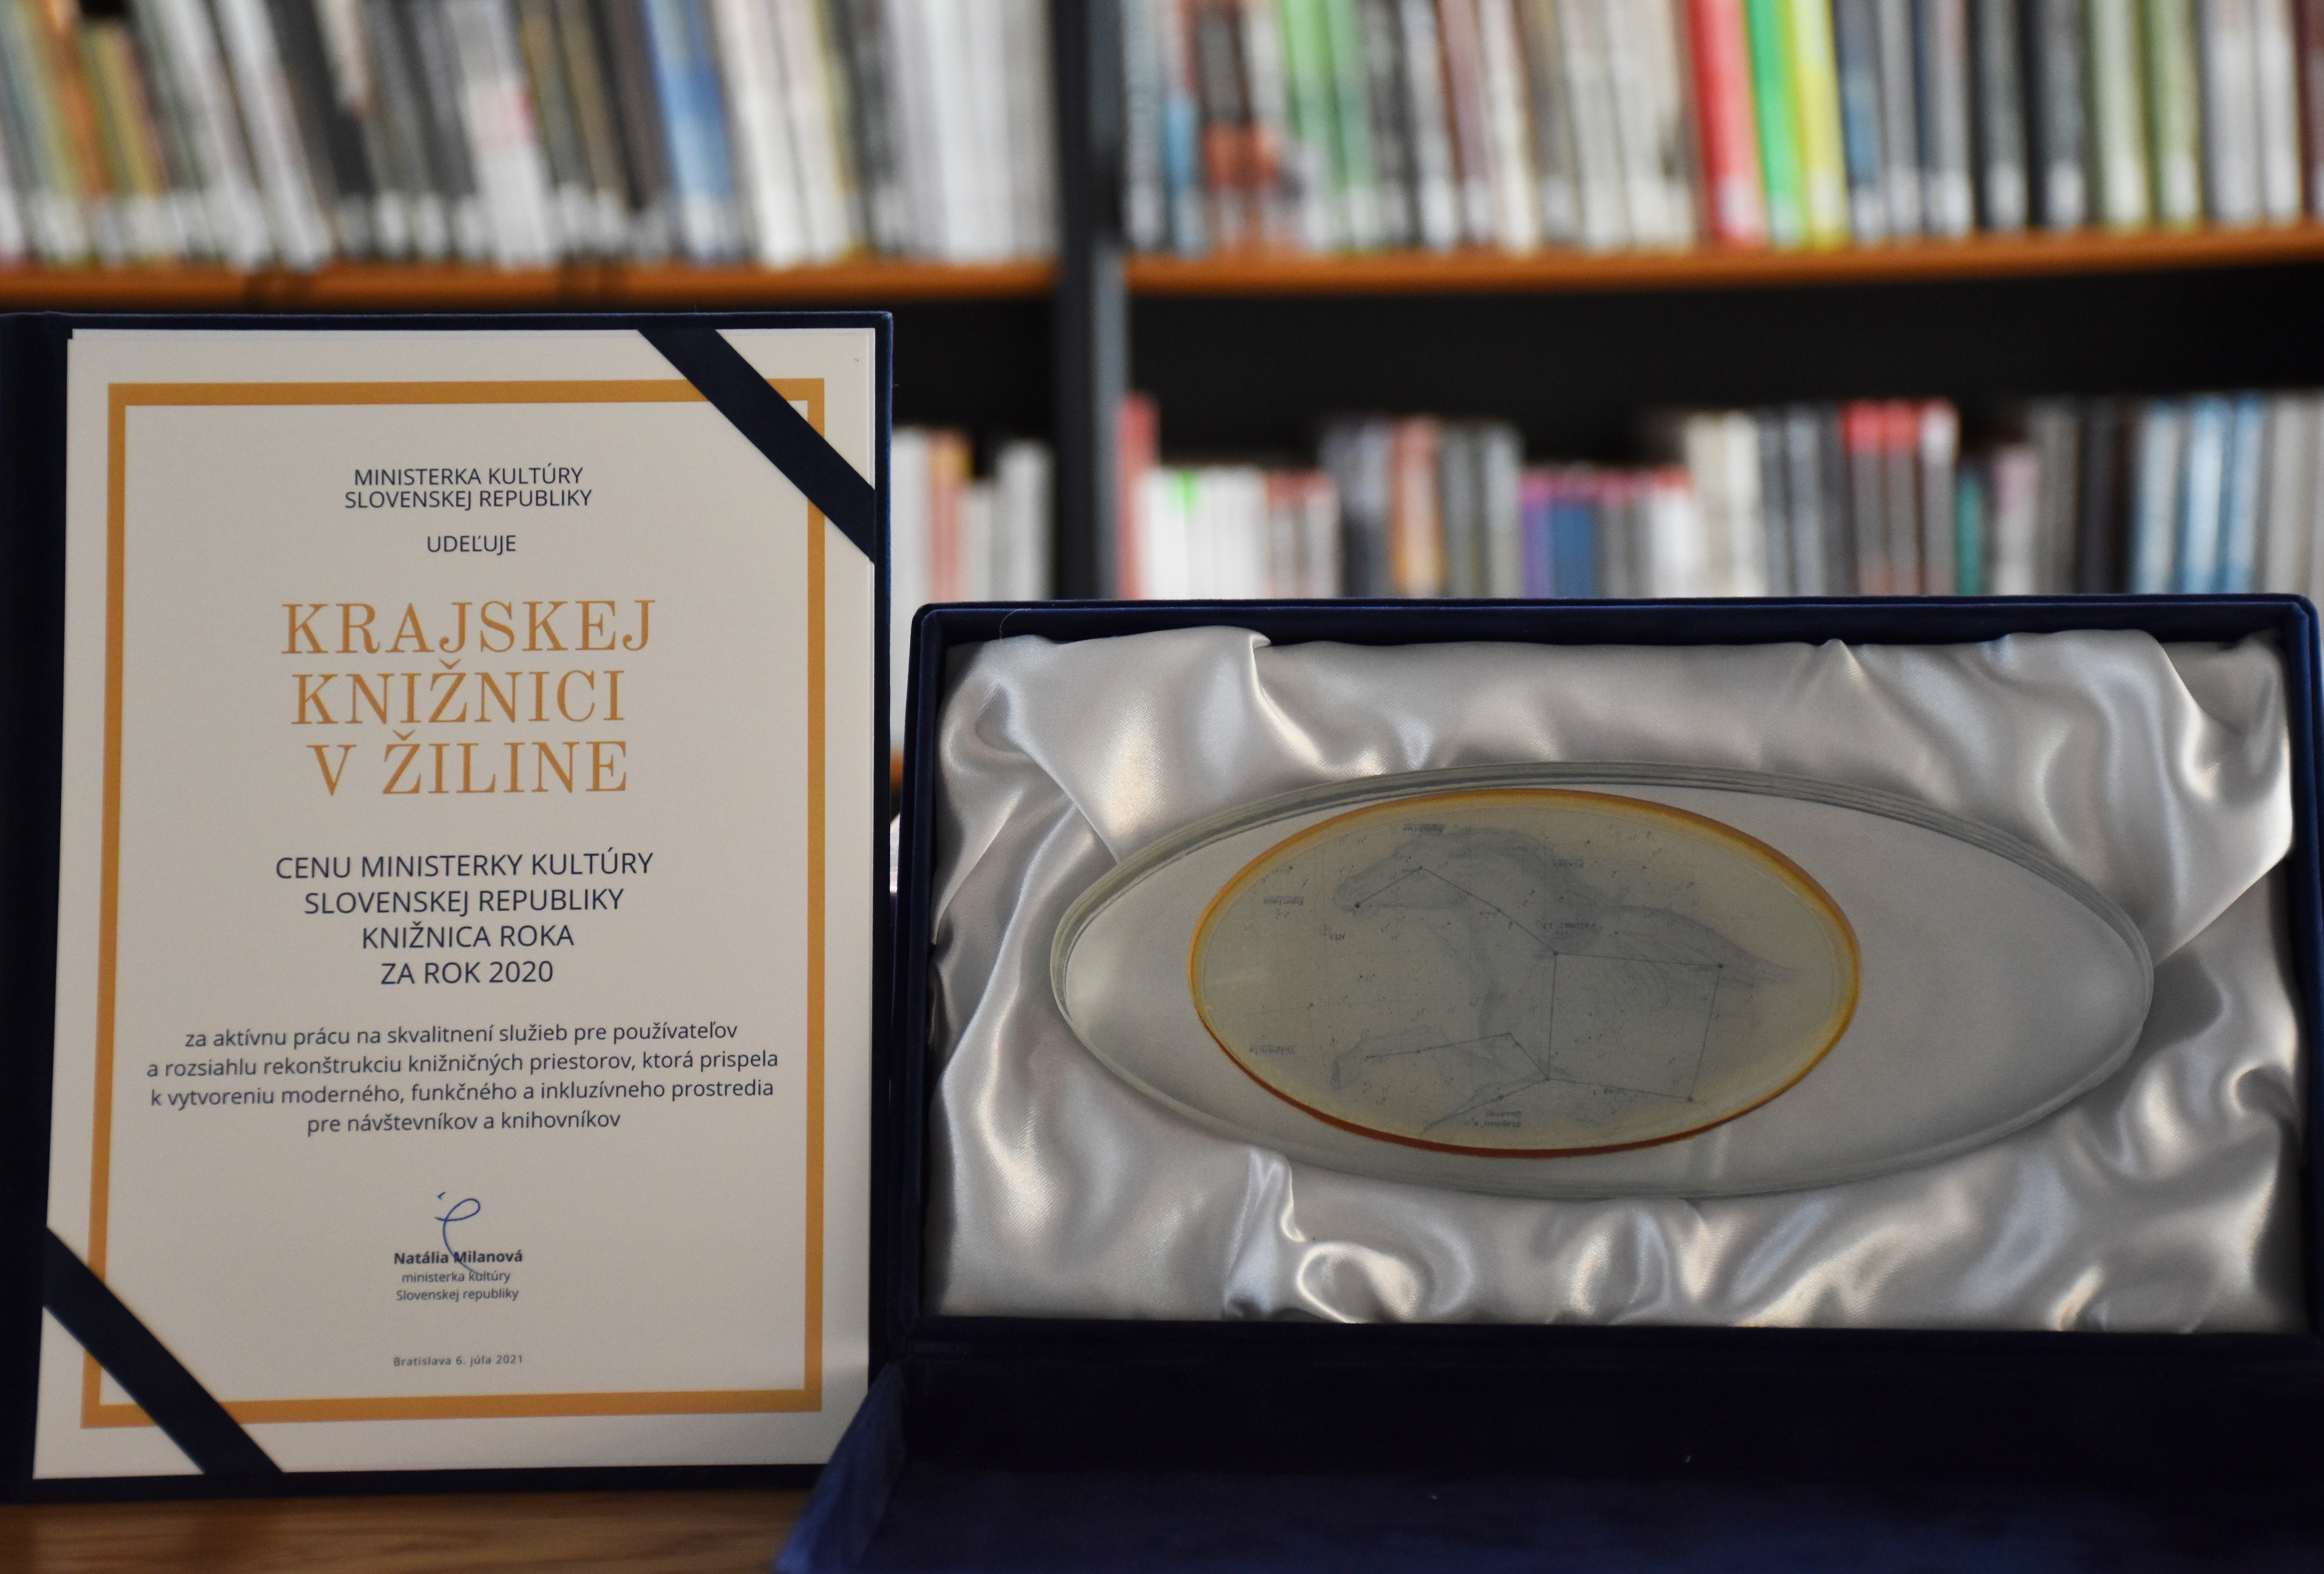 MINISTERKA KULTÚRY
SLOVENSKEJ REPUBLIKY
UDEĽUJE
KRAJSKEJ
KNIŽNICI
V ŽILINE
CENU MINISTERKY KULTÚRY
SLOVENSKEJ REPUBLIKY
KNIŽNICA ROKA
ZA ROK 2020
za aktívnu prácu na skvalitnení služieb pre používateľov
a rozsiahlu rekonštrukciu knižničných priestorov, ktorá prispela
k vytvoreniu moderného, funkčného a inkluzívneho prostredia
pre návštevníkov a knihovníkov
Natália Milanová
ministerka kultúry
Slovenskej republiky
Bratislava 6. júla 2021